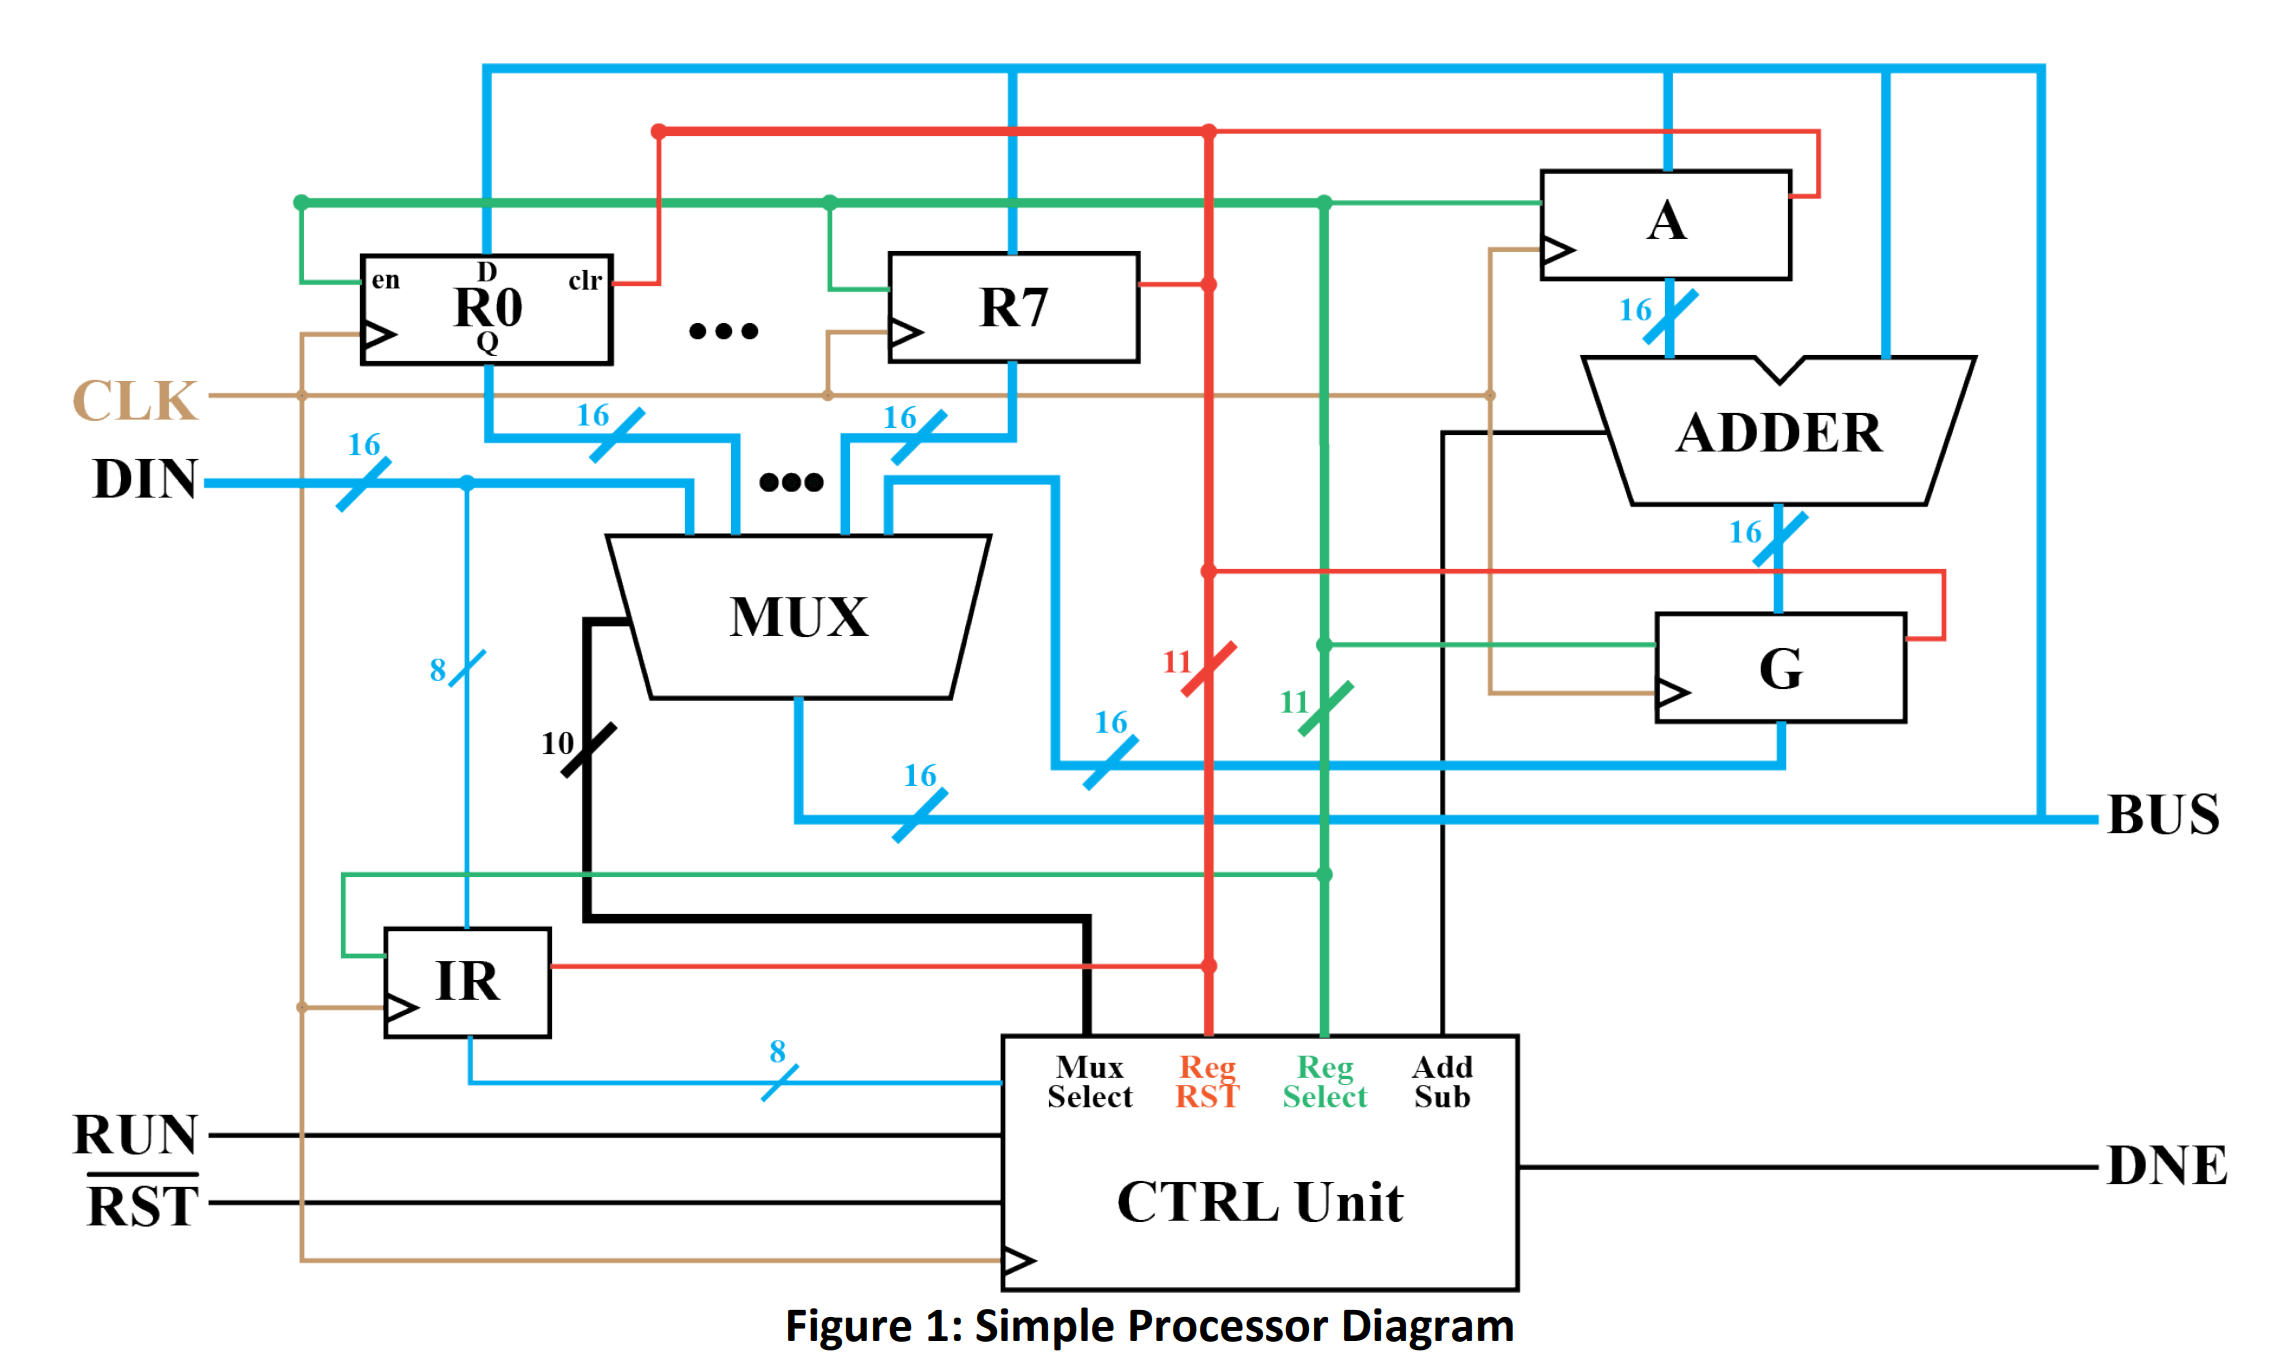 A
en
D
clr
R0
Q
R7
16
CLK
16
16
16
DIN
ADDER
16
MUX
8
11
11
G
10
16
16
BUS
IR
8
Mux
Select
Reg
RST
Reg
Select
Add
Sub
RUN
RST
CTRL Unit
DNE
Figure 1: Simple Processor Diagram